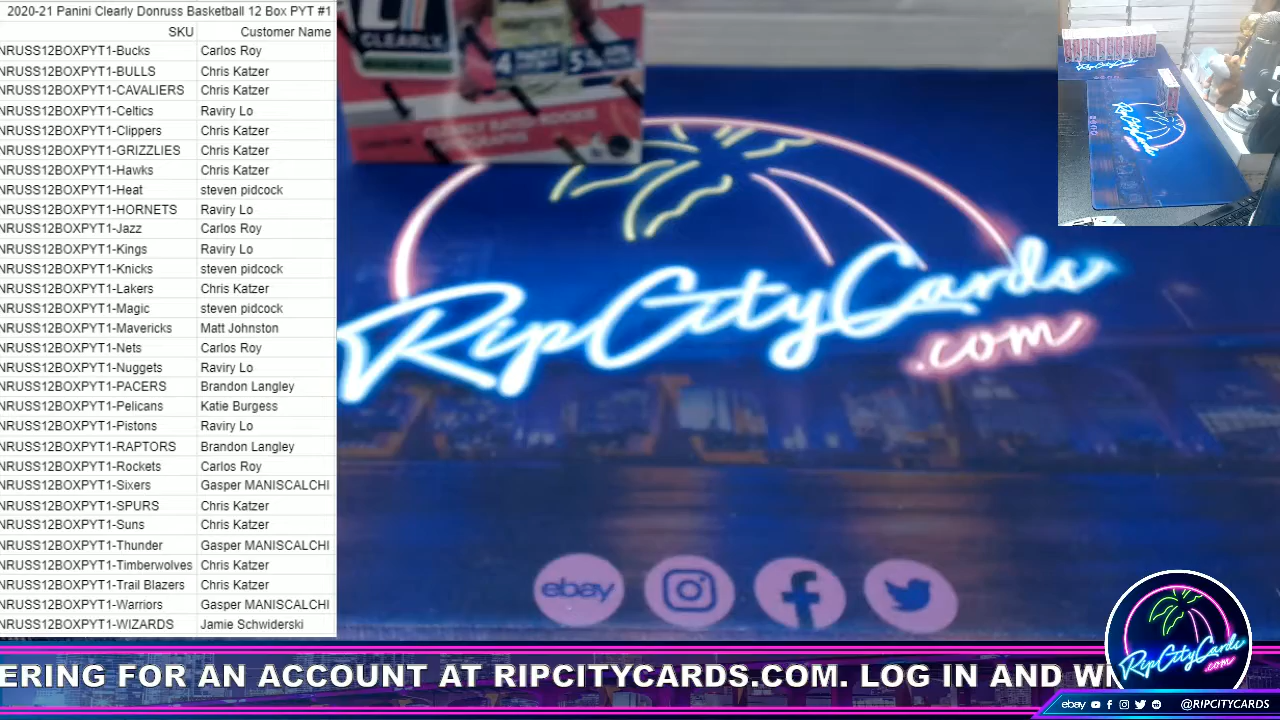 2020-21 Panini Clearly Donruss Basketball 12 Box PYT #1
SKU Customer Name
NRUSS12BOXPYT1-Bucks Carlos Roy
NRUSS12BOXPYT1-BULLS Chris Katzer
NRUSS12BOXPYT1-CAVALIERS Chris Katzer
NRUSS12BOXPYT1-Celtics Raviry Lo
NRUSS12BOXPYT1-Clippers Chris Katzer
NRUSS12BOXPYT1-GRIZZLIES Chris Katzer
NRUSS12BOXPYT1-Hawks Chris Katzer
NRUSS12BOXPYT1-Heat steven pidcock
NRUSS12BOXPYT1-HORNETS Raviry Lo
NRUSS12BOXPYT1-Jazz Carlos Roy
NRUSS12BOXPYT1-Kings Raviry Lo
NRUSS12BOXPYT1-Knicks steven pidcock
NRUSS12BOXPYT1-Lakers Chris Katzer
NRUSS12BOXPYT1-Magic steven pidcock
NRUSS12BOXPYT1-Mavericks Matt Johnston
NRUSS12BOXPYT1-Nets Carlos Roy
NRUSS12BOXPYT1-Nuggets Raviry Lo
NRUSS12BOXPYT1-PACERS Brandon Langley
NRUSS12BOXPYT1-Pelicans Katie Burgess
NRUSS12BOXPYT1-Pistons Raviry Lo
NRUSS12BOXPYT1-RAPTORS Brandon Langley
NRUSS12BOXPYT1-Rockets Carlos Roy
NRUSS12BOXPYT1-Sixers Gasper MANISCALCHI
NRUSS12BOXPYT1-SPURS Chris Katzer
NRUSS12BOXPYT1-Suns Chris Katzer
NRUSS12BOXPYT1-Thunder Gasper MANISCALCHI
NRUSS12BOXPYT1-Timberwolves Chris Katzer
NRUSS12BOXPYT1-Trail Blazers Chris Katzer
NRUSS12BOXPYT1-Warriors Gasper MANISCALCHI
NRUSS12BOXPYT1-WIZARDS Jamie Schwiderski
CLEARLY
4
5
RipCityCards
.com
ebay
RipCityCards
.com
ERING FOR AN ACCOUNT AT RIPCITYCARDS.COM. LOG IN AND
ebay @RIPCITYCARDS